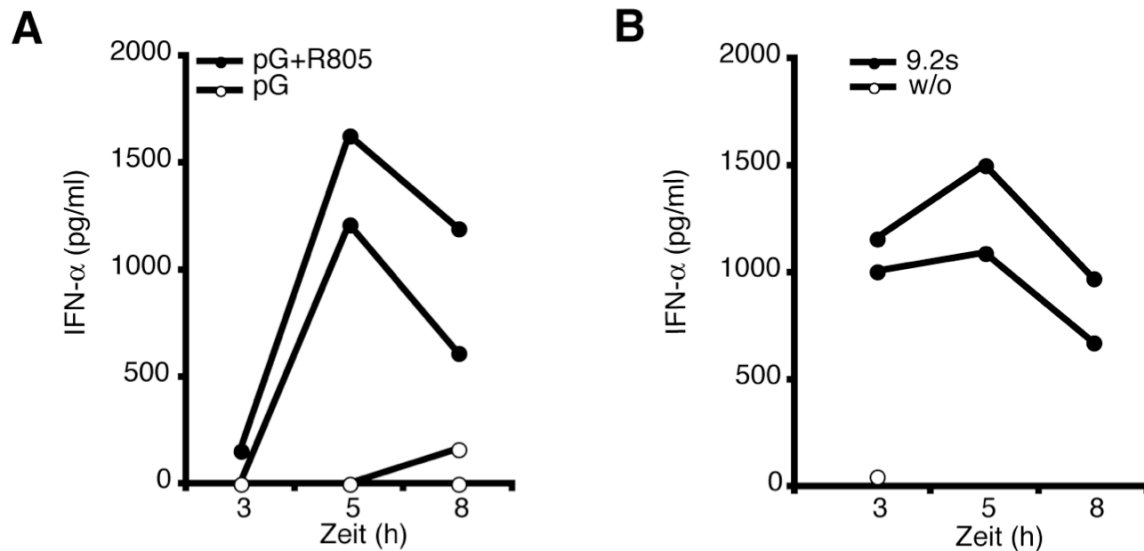 A
pG+R805
pG
IFN-α (pg/ml)
2000
1500
1000
500
0
3 5 8
Zeit (h)
B
9.2s
w/o
IFN-α (pg/ml)
2000
1500
1000
500
0
3 5 8
Zeit (h)